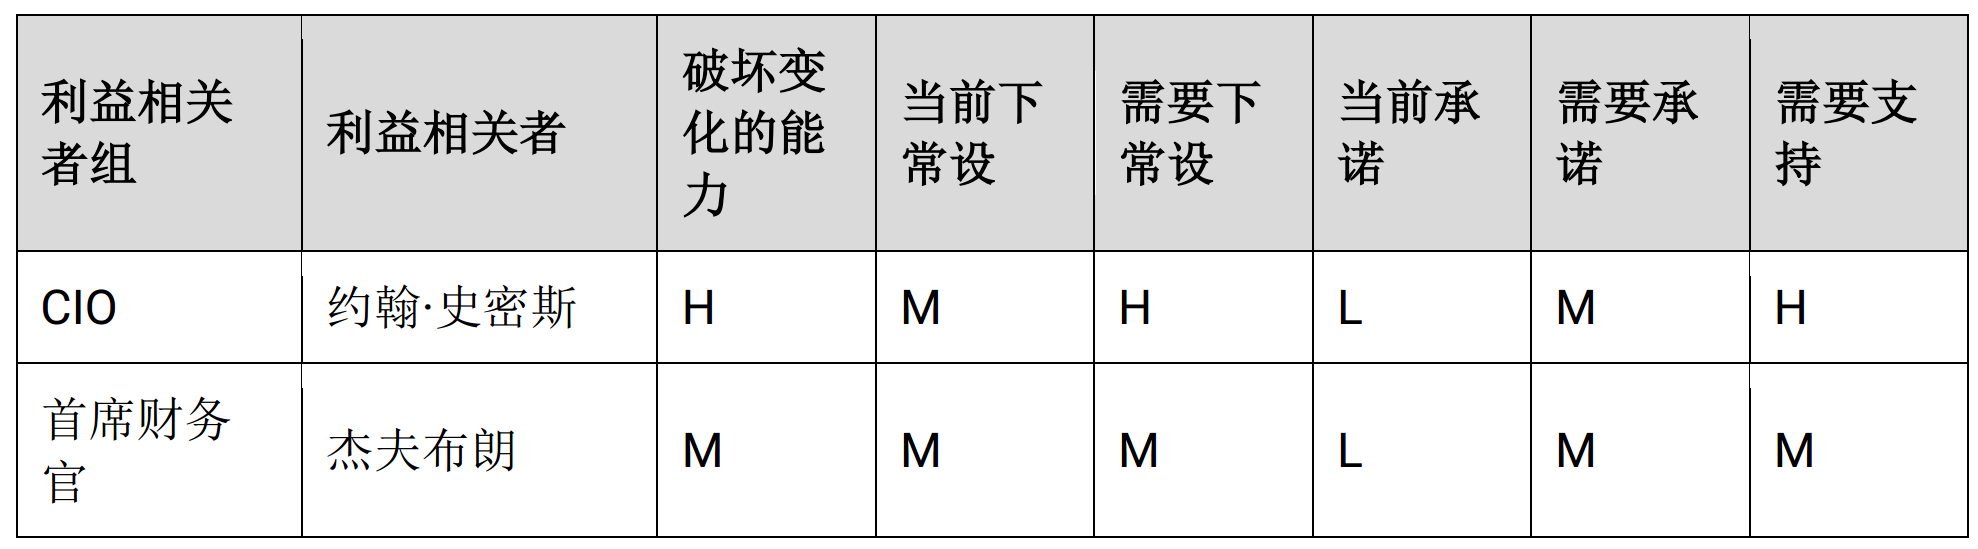 利益相关
者组
利益相关者
破坏变
化的能
力
当前下
常设
需要下
常设
当前承
诺
需要承
诺
需要支
持
CIO
约翰·史密斯
H
M
H
L
M
H
首席财务
官
杰夫布朗
M
M
M
L
M
M